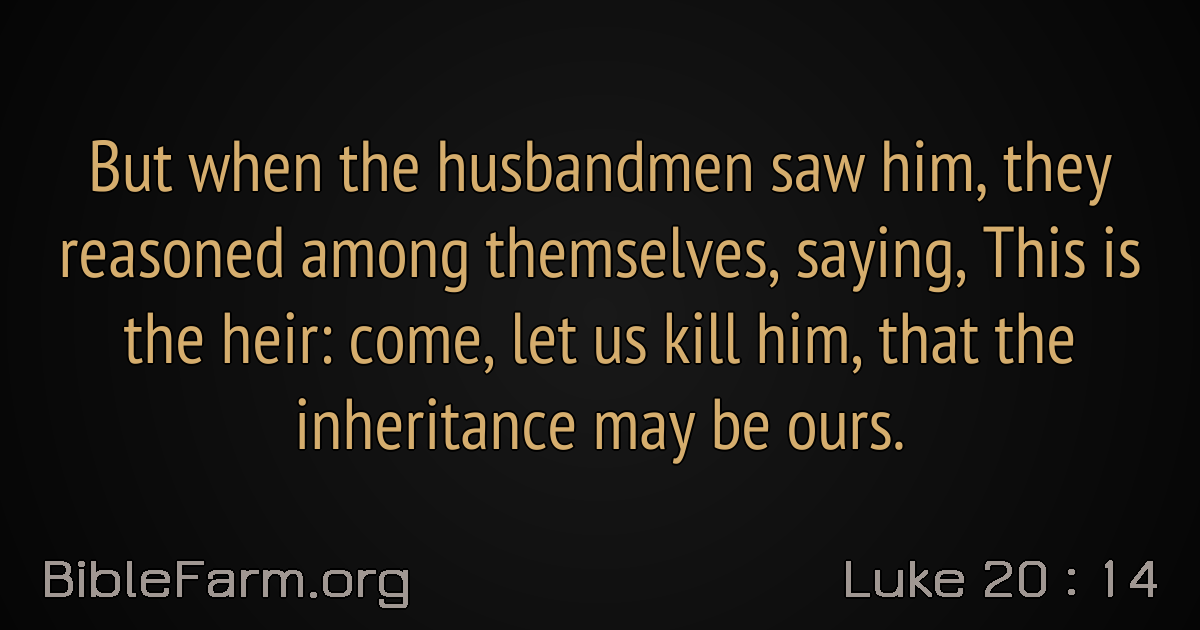 But when the husbandmen saw him, they
reasoned among themselves, saying, This is
the heir: come, let us kill him, that the
inheritance may be ours.
BibleFarm.org
Luke 20 : 14